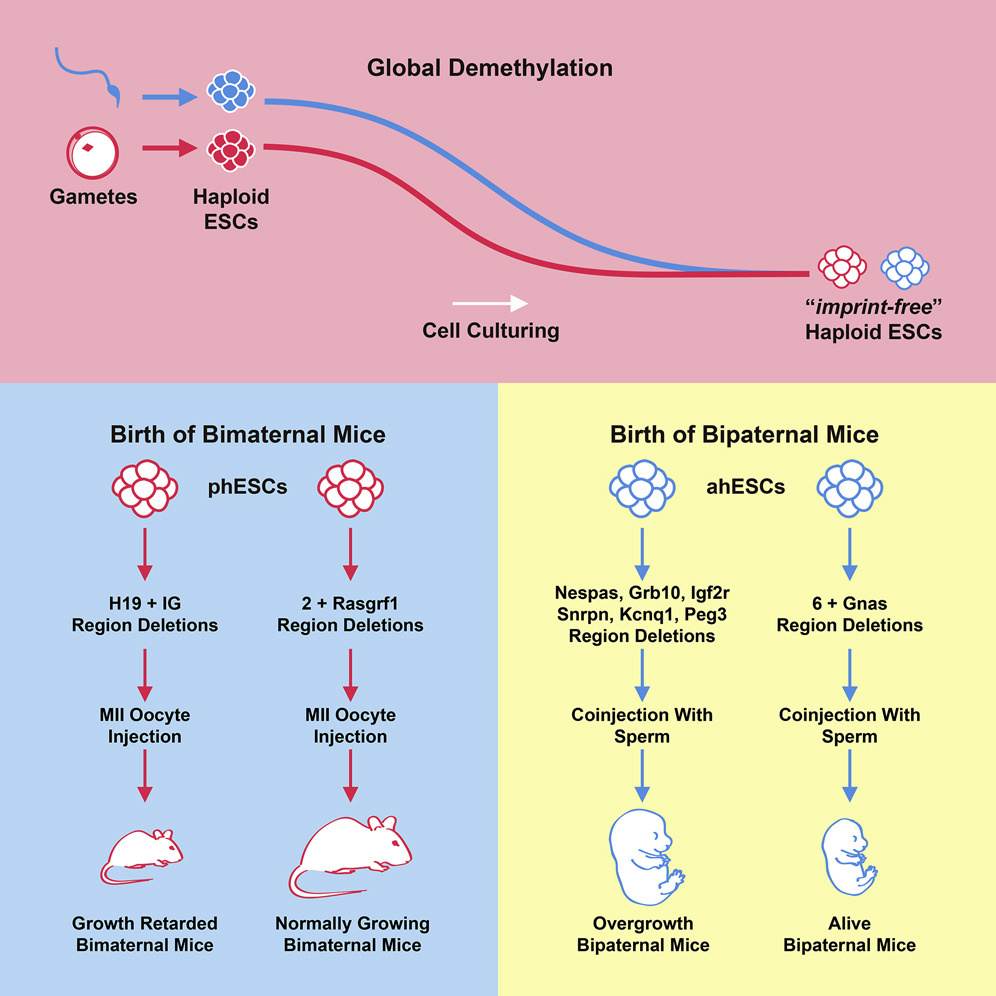 Global Demethylation
Gametes
Haploid
ESCs
Cell Culturing
“imprint-free”
Haploid ESCs
Birth of Bimaternal Mice
phESCs
H19 + IG
Region Deletions
2 + Rasgrf1
Region Deletions
MII Oocyte
Injection
MII Oocyte
Injection
Growth Retarded
Bimaternal Mice
Normally Growing
Bimaternal Mice
Birth of Bipaternal Mice
ahESCs
Nespas, Grb10, Igf2r
Snrpn, Kcnq1, Peg3
Region Deletions
6 + Gnas
Region Deletions
Coinjection With
Sperm
Coinjection With
Sperm
Overgrowth
Bipaternal Mice
Alive
Bipaternal Mice